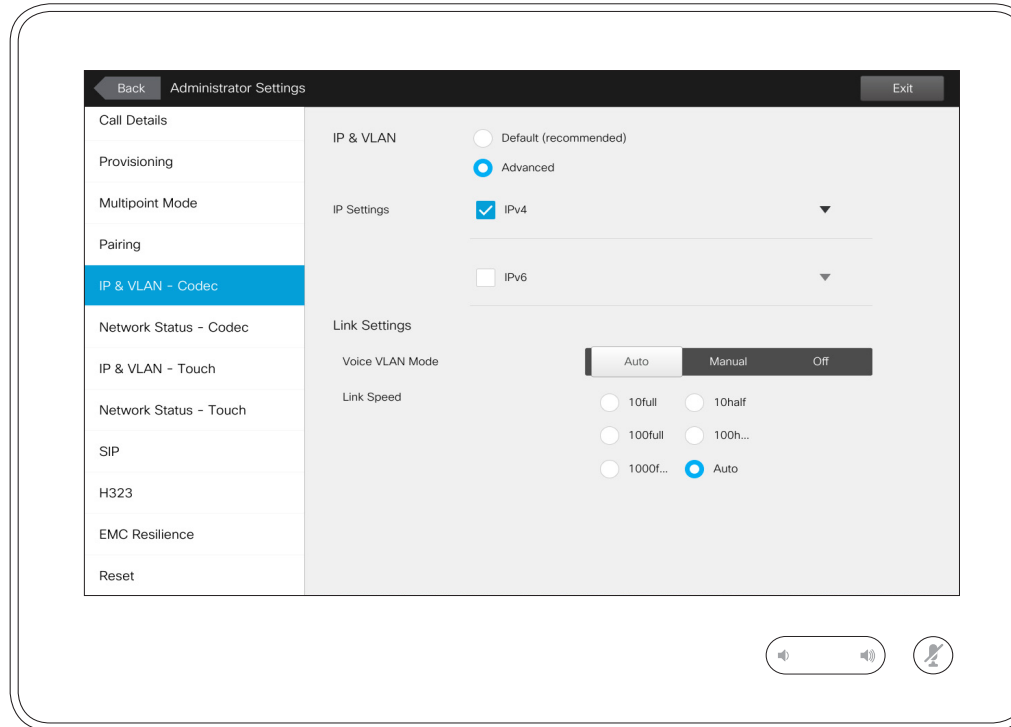 Back Administrator Settings Exit
Call Details
Provisioning
Multipoint Mode
Pairing
IP & VLAN - Codec
Network Status - Codec
IP & VLAN - Touch
Network Status - Touch
SIP
H323
EMC Resilience
Reset
IP & VLAN Default (recommended)
Advanced
IP Settings IPv4
IPv6
Link Settings
Voice VLAN Mode Auto Manual Off
Link Speed 10full 10half
100full 100h...
1000f... Auto